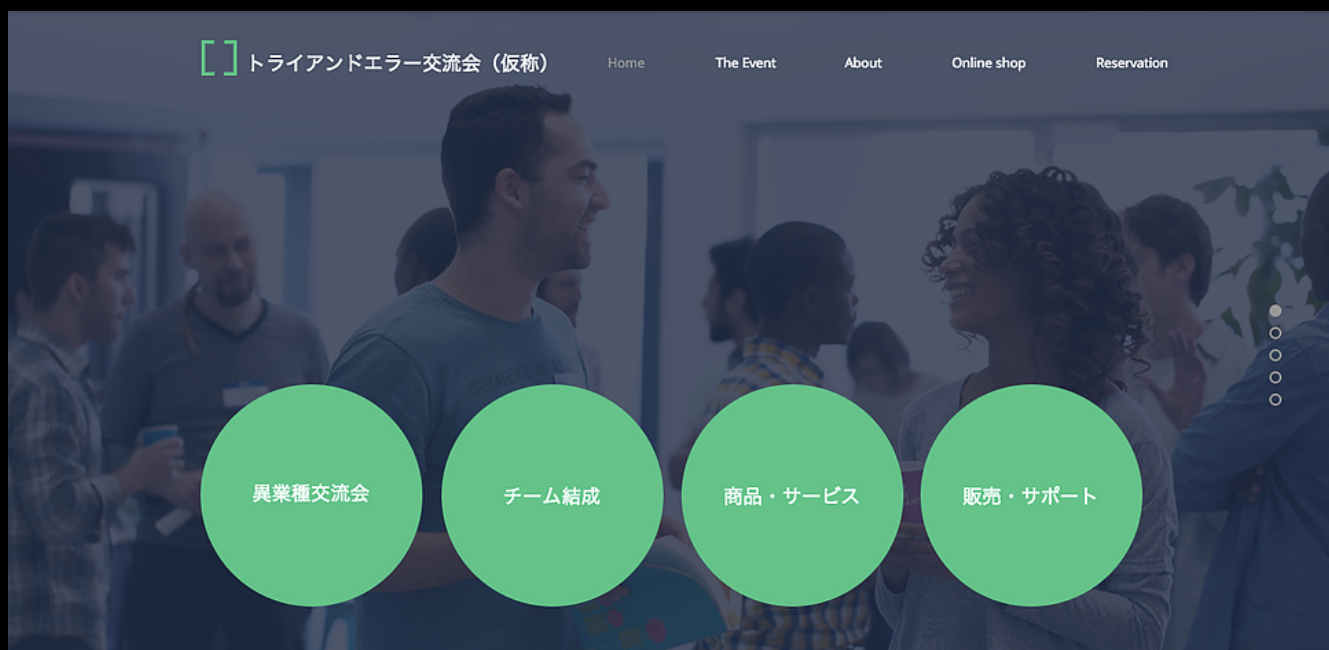 [ ] トライアンドエラー交流会（仮称）
Home
The Event
About
Online shop
Reservation
異業種交流会
チーム結成
商品・サービス
販売・サポート